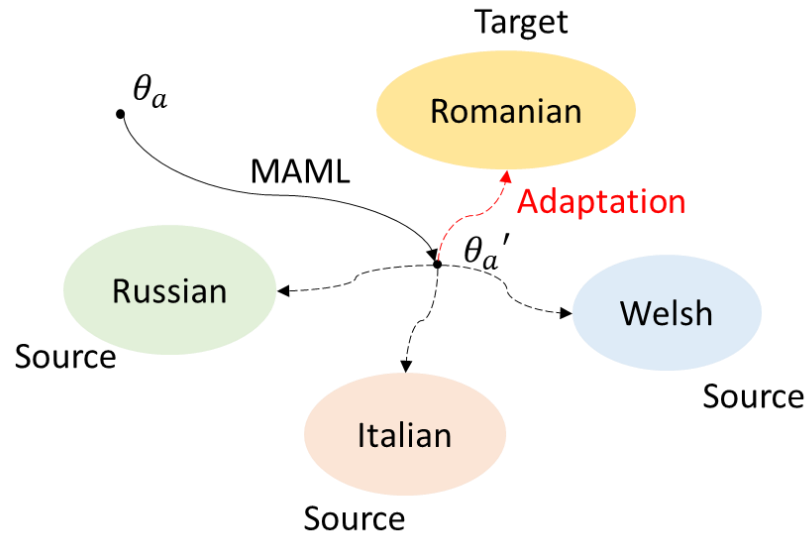 Target
θₐ
Romanian
MAML
Adaptation
θₐ′
Russian
Welsh
Source
Source
Italian
Source